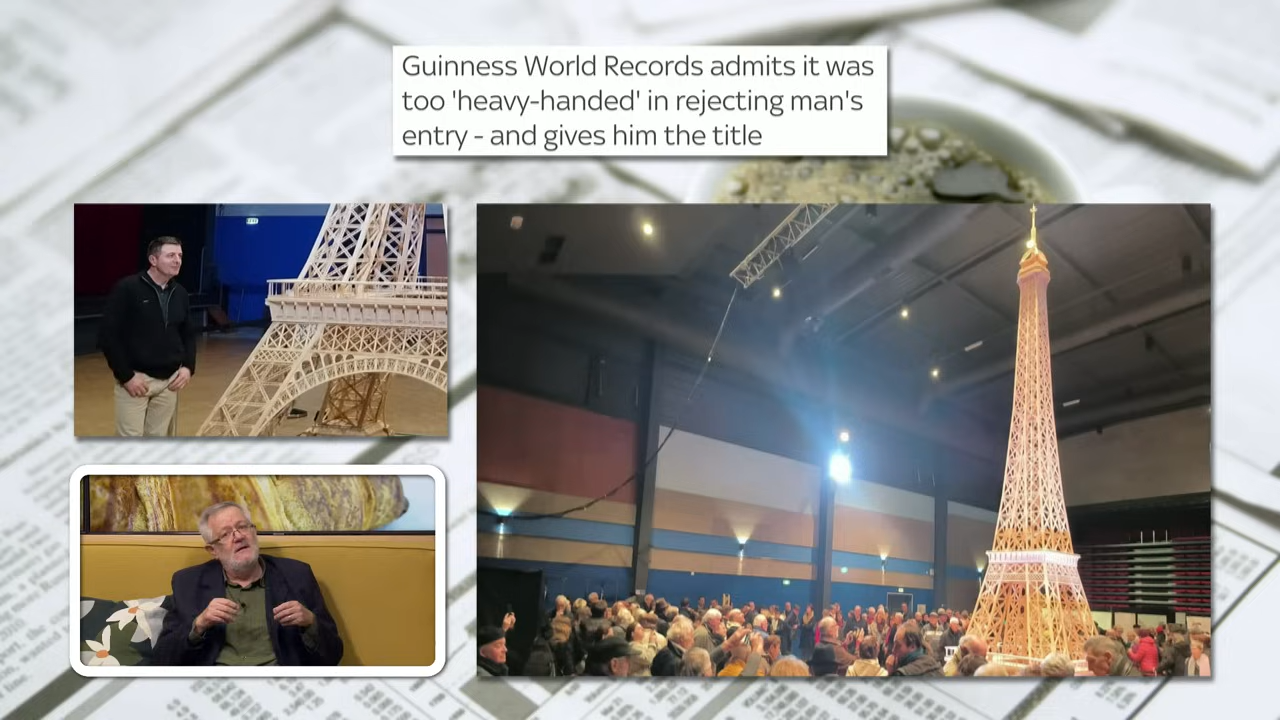 Guinness World Records admits it was
too 'heavy-handed' in rejecting man's
entry - and gives him the title